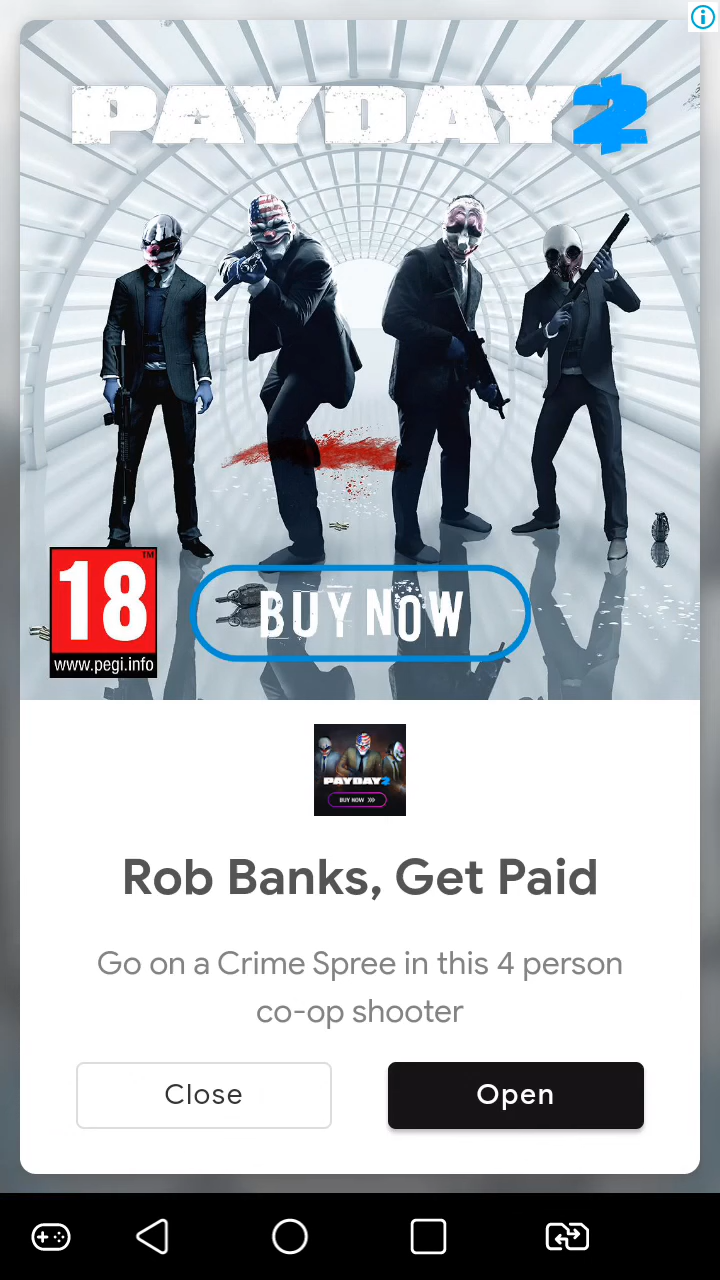 PAYDAY 2
18
TM
www.pegi.info
BUY NOW
PAYDAY 2
BUY NOW
Rob Banks, Get Paid
Go on a Crime Spree in this 4 person
co-op shooter
Close
Open